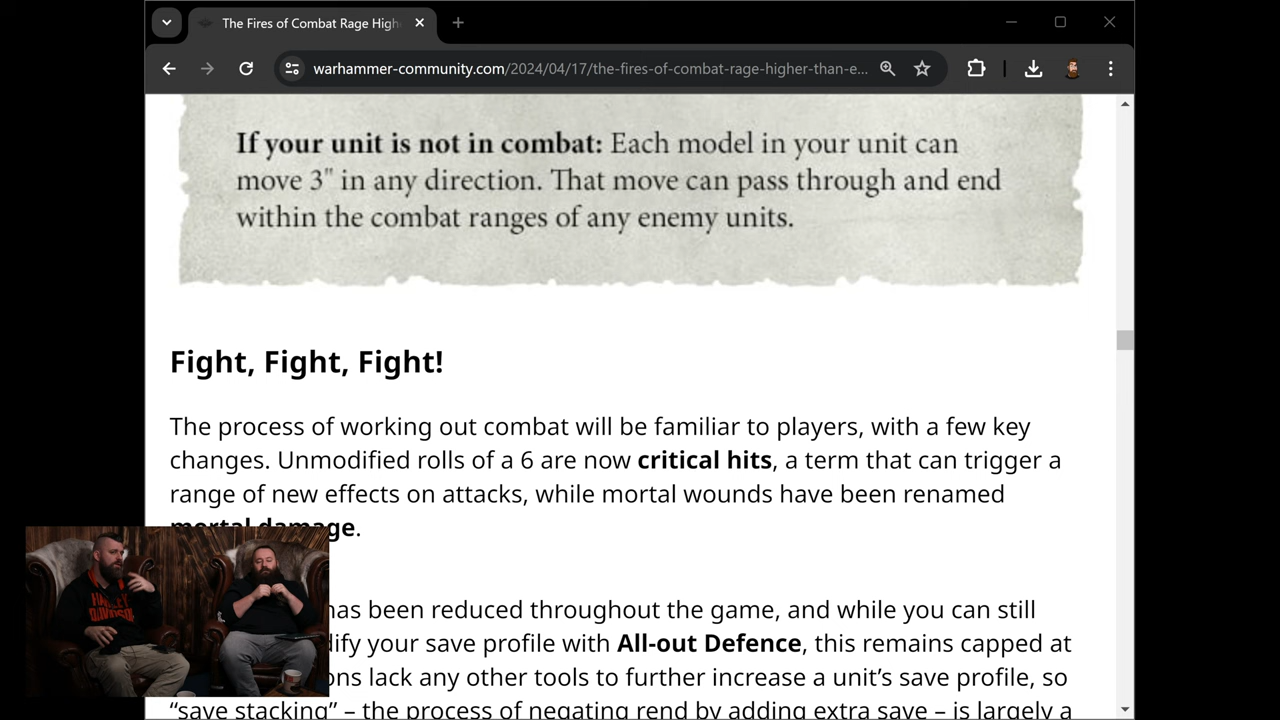 The Fires of Combat Rage High
warhammer-community.com/2024/04/17/the-fires-of-combat-rage-higher-than-e...
If your unit is not in combat: Each model in your unit can
move 3" in any direction. That move can pass through and end
within the combat ranges of any enemy units.
Fight, Fight, Fight!
The process of working out combat will be familiar to players, with a few key
changes. Unmodified rolls of a 6 are now critical hits, a term that can trigger a
range of new effects on attacks, while mortal wounds have been renamed
mortal damage.
has been reduced throughout the game, and while you can still
dify your save profile with All-out Defence, this remains capped at
ons lack any other tools to further increase a unit’s save profile, so
“save stacking” – the process of negating rend by adding extra save – is largely a
HARLEY
DAVIDSON